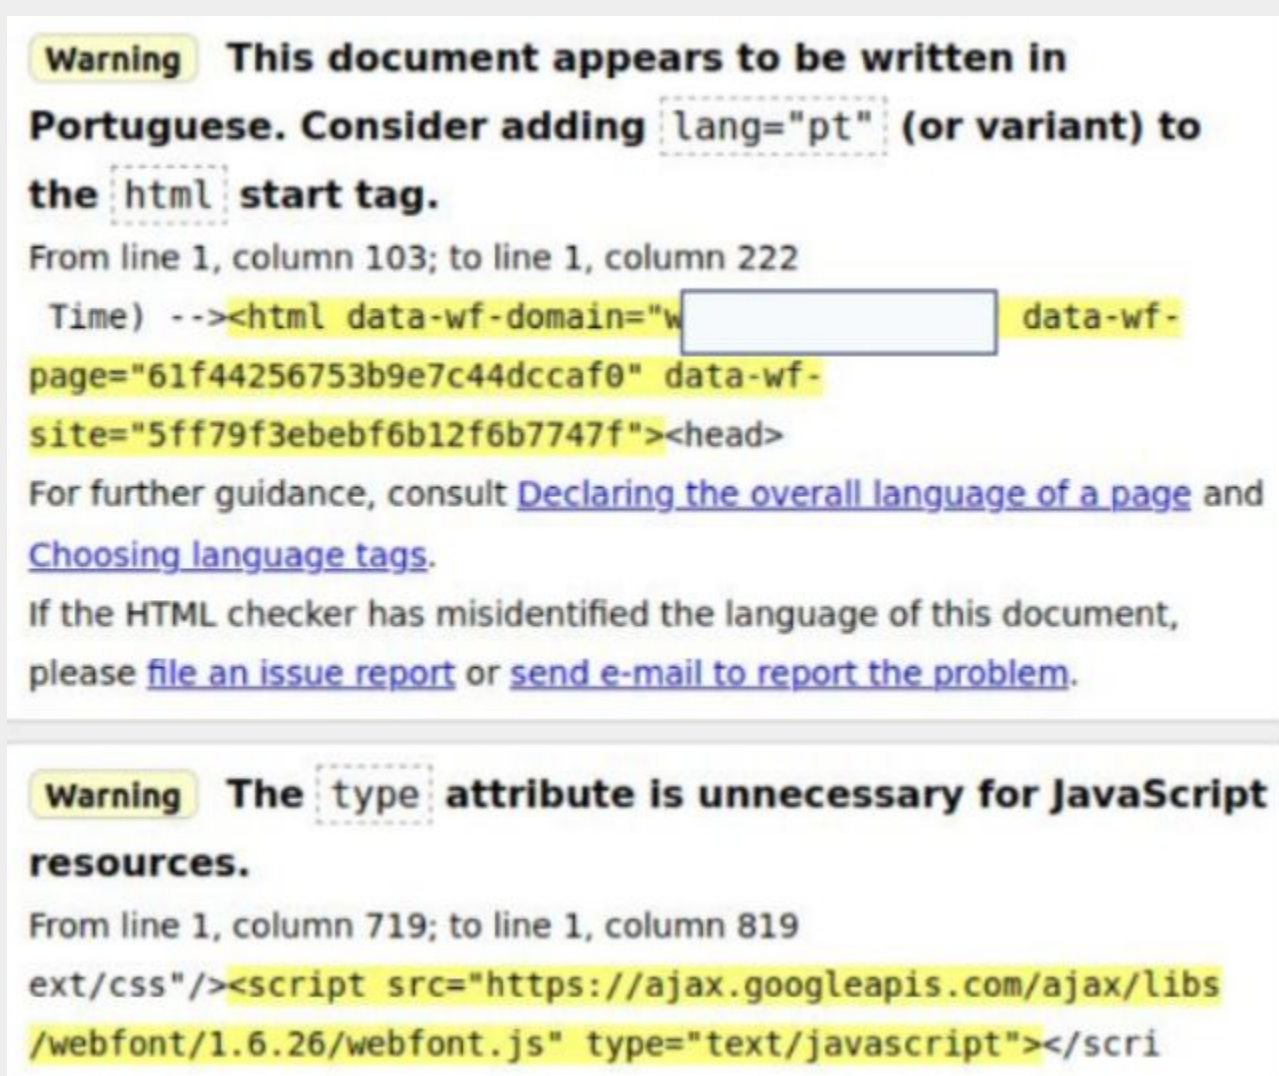 Warning This document appears to be written in
Portuguese. Consider adding lang="pt" (or variant) to
the html start tag.
From line 1, column 103; to line 1, column 222
Time) --><html data-wf-domain="w data-wf-
page="61f44256753b9e7c44dccaf0" data-wf-
site="5ff79f3ebebf6b12f6b7747f"><head>
For further guidance, consult Declaring the overall language of a page and
Choosing language tags.
If the HTML checker has misidentified the language of this document,
please file an issue report or send e-mail to report the problem.
Warning The type attribute is unnecessary for JavaScript
resources.
From line 1, column 719; to line 1, column 819
ext/css"/><script src="https://ajax.googleapis.com/ajax/libs
/webfont/1.6.26/webfont.js" type="text/javascript"></scri